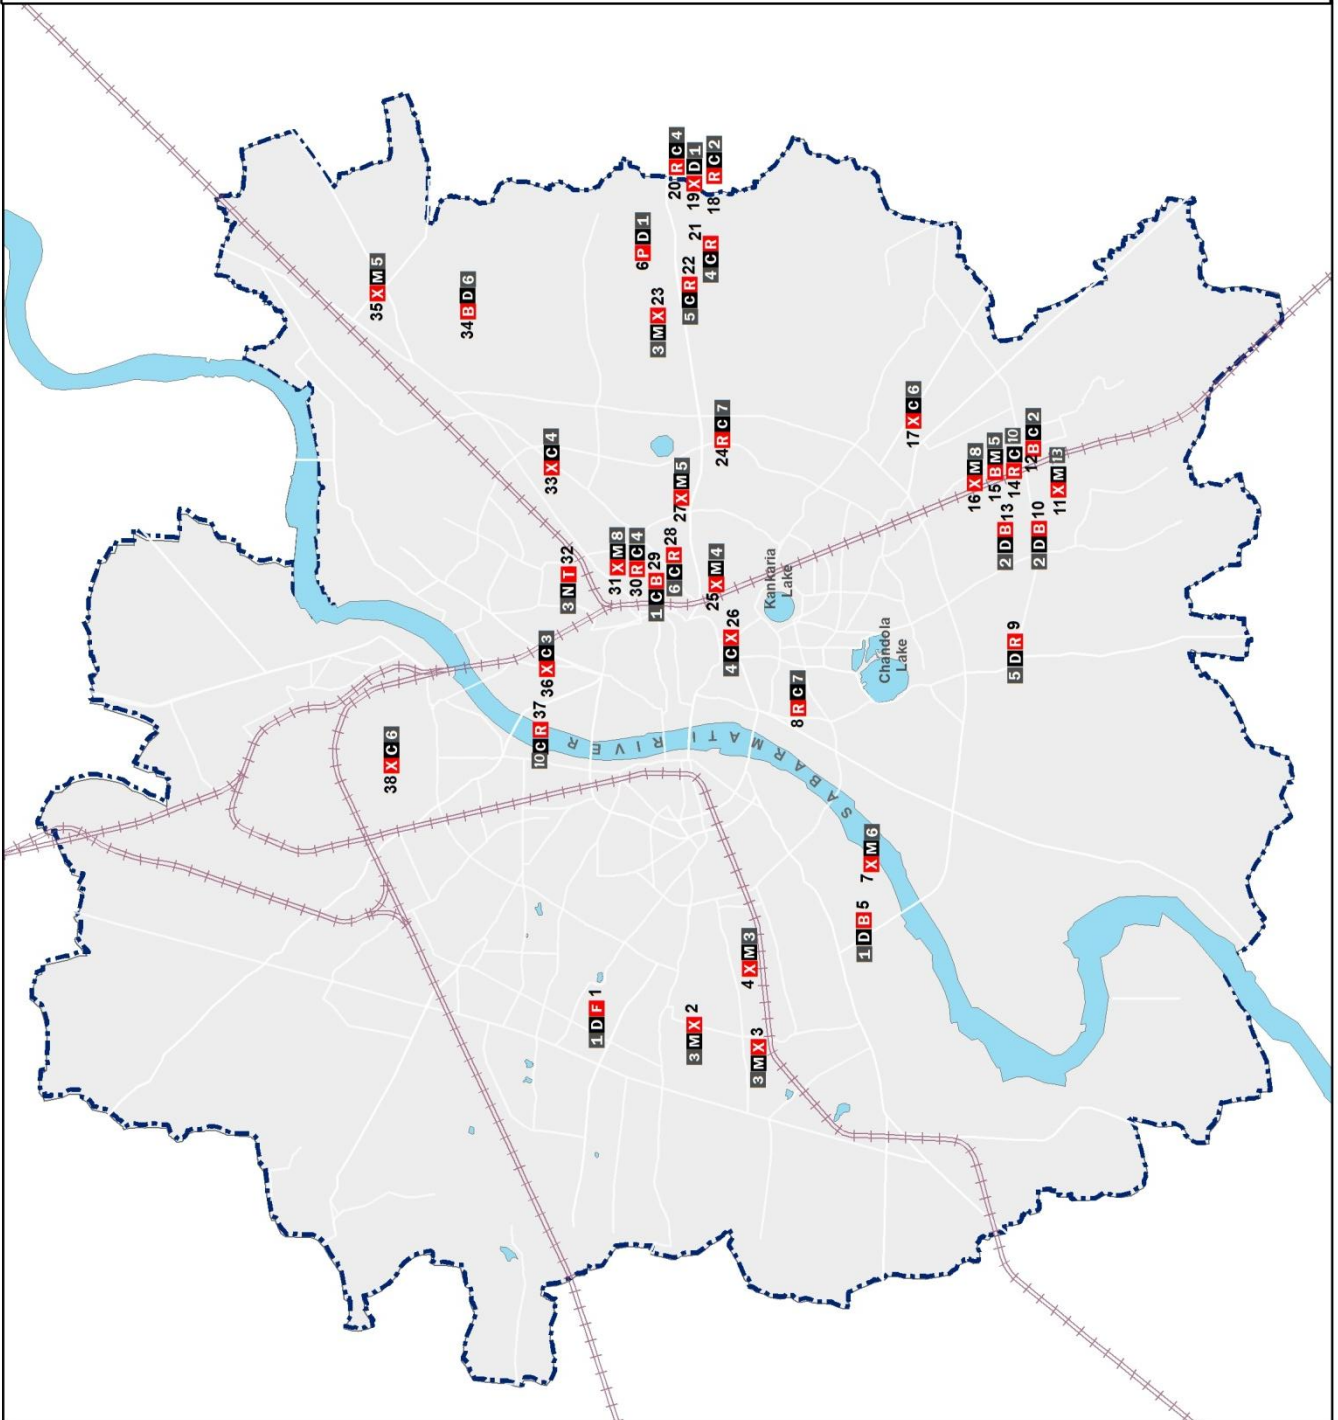 35 X M 5
34 B D 6
20 R C 4
19 X D 1
18 R C 2
6 P D 1
21
4 C R
5 C R 22
3 M X 23
33 X C 4
24 R C 7
17 X C 6
27 X M 5
16 X M 8
15 B M 5
14 R C 10
12 B C 2
11 X M 13
2 D B 13
2 D B 10
3 N T 32
31 X M 8
30 R C 4
1 C B 29
6 C R 28
25 X M 4
4 C X 26
Kankaria
Lake
Chandola
Lake
5 D R 9
36 X C 3
10 C R 37
38 X C 6
8 R C 7
SABARMATI RIVER
7 X M 6
1 D B 5
4 X M 3
1 D F 1
3 M X 2
3 M X 3